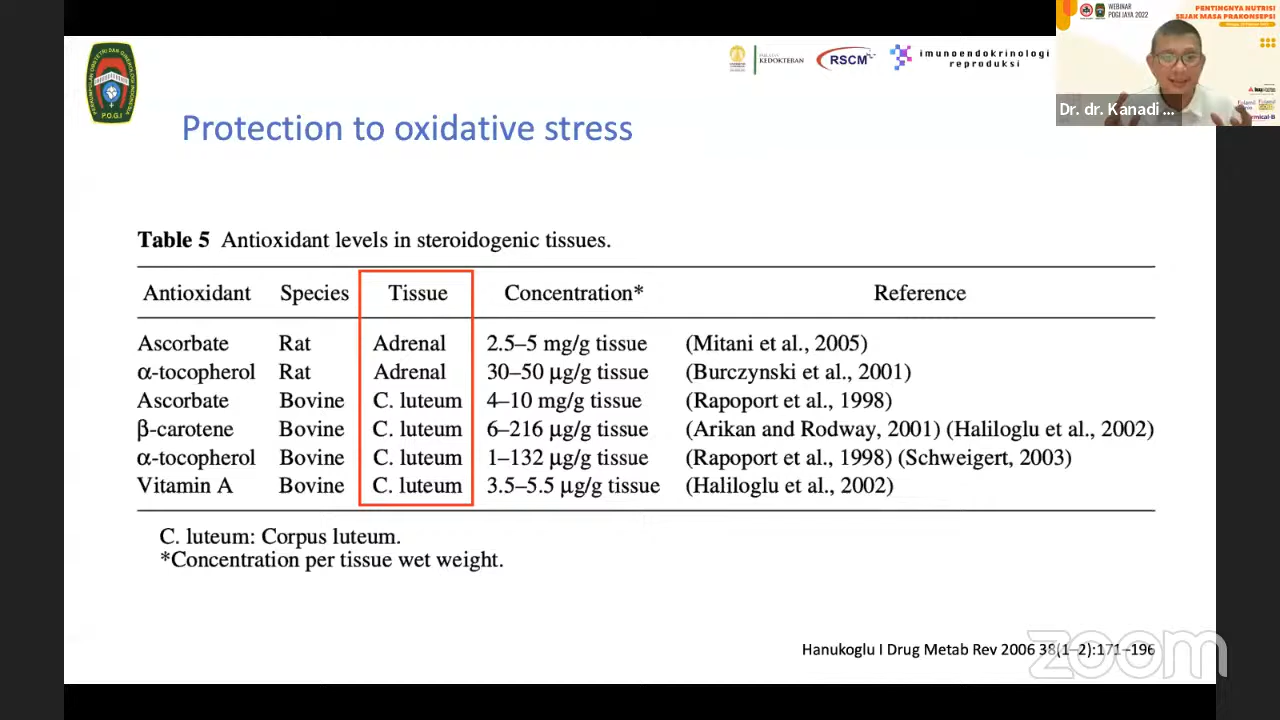 WEBINAR
POGI JAYA 2022
PENTINGNYA NUTRISI
SEJAK MASA PRAKONSEPSI
PERKUMPULAN OBSTETRI DAN GINEKOLOGI INDONESIA
P.O.G.I
FAKULTAS
KEDOKTERAN
RSCM
imunoendokrinologi
reproduksi
Dr. dr. Kanadi ...
Protection to oxidative stress
Table 5 Antioxidant levels in steroidogenic tissues.
Antioxidant Species Tissue Concentration* Reference
Ascorbate Rat Adrenal 2.5–5 mg/g tissue (Mitani et al., 2005)
α-tocopherol Rat Adrenal 30–50 μg/g tissue (Burczynski et al., 2001)
Ascorbate Bovine C. luteum 4–10 mg/g tissue (Rapoport et al., 1998)
β-carotene Bovine C. luteum 6–216 μg/g tissue (Arikan and Rodway, 2001) (Haliloglu et al., 2002)
α-tocopherol Bovine C. luteum 1–132 μg/g tissue (Rapoport et al., 1998) (Schweigert, 2003)
Vitamin A Bovine C. luteum 3.5–5.5 μg/g tissue (Haliloglu et al., 2002)
C. luteum: Corpus luteum.
*Concentration per tissue wet weight.
Hanukoglu I Drug Metab Rev 2006 38(1–2):171–196
zoom